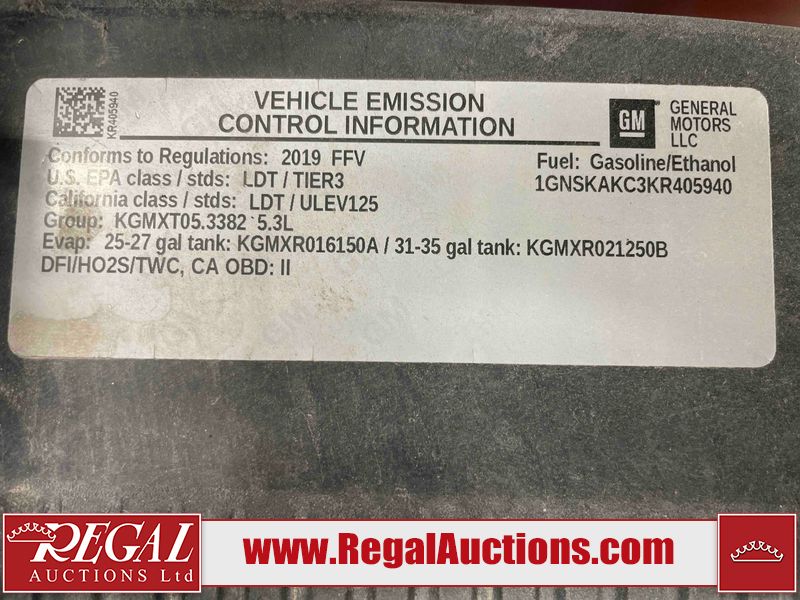 KR405940
VEHICLE EMISSION
CONTROL INFORMATION
GM
GENERAL
MOTORS
LLC
Conforms to Regulations: 2019 FFV
U.S. EPA class / stds: LDT / TIER3
California class / stds: LDT / ULEV125
Group: KGMXT05.3382 5.3L
Evap: 25-27 gal tank: KGMXR016150A / 31-35 gal tank: KGMXR021250B
DFI/HO2S/TWC, CA OBD: II
Fuel: Gasoline/Ethanol
1GNSKAKC3KR405940
REGAL
AUCTIONS Ltd
www.RegalAuctions.com